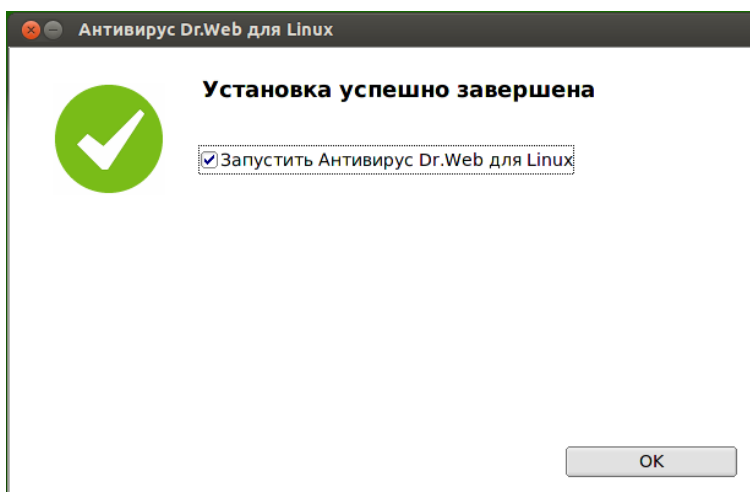 Антивирус Dr.Web для Linux
Установка успешно завершена
Запустить Антивирус Dr.Web для Linux
OK